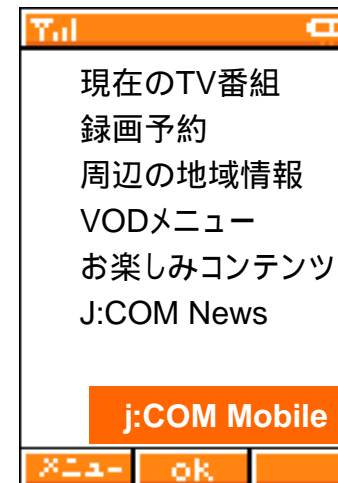 現在のTV番組
録画予約
周辺の地域情報
VODメニュー
お楽しみコンテンツ
J:COM News
j:COM Mobile
メニュー ok